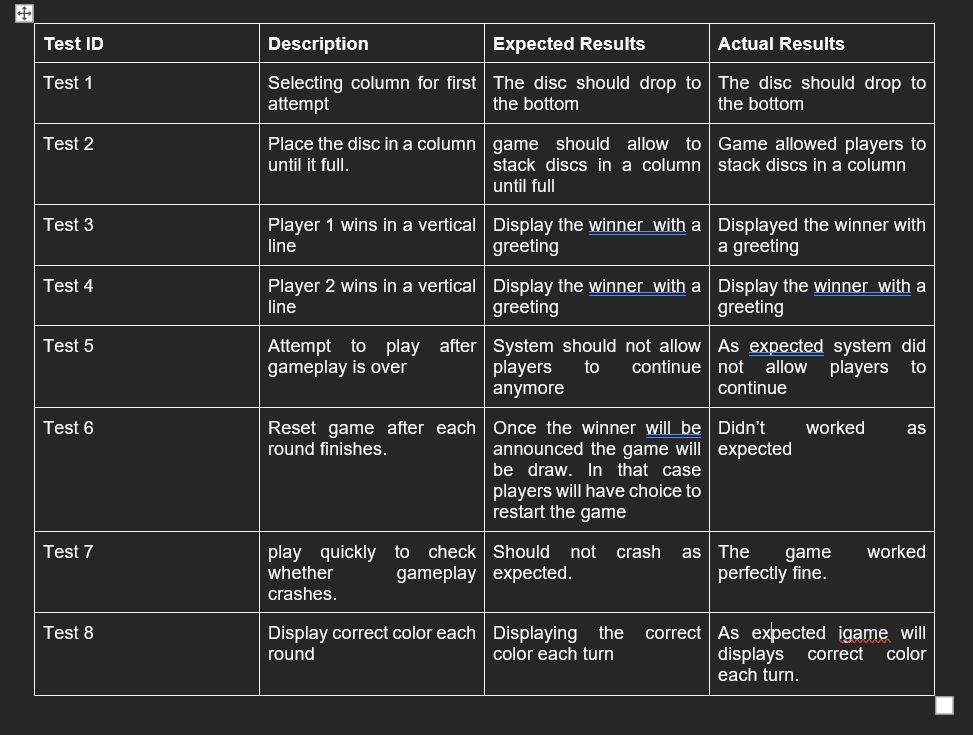 Test ID Description Expected Results Actual Results
Test 1 Selecting column for first The disc should drop to The disc should drop to
attempt the bottom the bottom
Test 2 Place the disc in a column game should allow to Game allowed players to
until it full. stack discs in a column stack discs in a column
until full
Test 3 Player 1 wins in a vertical Display the winner with a Displayed the winner with
line greeting a greeting
Test 4 Player 2 wins in a vertical Display the winner with a Display the winner with a
line greeting greeting
Test 5 Attempt to play after System should not allow As expected system did
gameplay is over players to continue not allow players to
anymore continue
Test 6 Reset game after each Once the winner will be Didn’t worked as
round finishes. announced the game will expected
be draw. In that case
players will have choice to
restart the game
Test 7 play quickly to check Should not crash as The game worked
whether gameplay expected. perfectly fine.
crashes.
Test 8 Display correct color each Displaying the correct As expected igame will
round color each turn displays correct color
each turn.